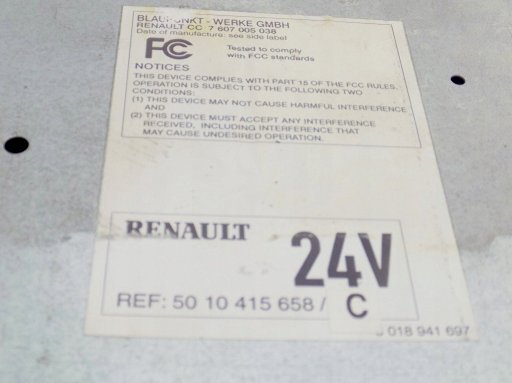 BLAUPUNKT - WERKE GMBH
RENAULT CC 7 607 005 038
Date of manufacture: see side label
FCC
Tested to comply
with FCC standards
NOTICES
THIS DEVICE COMPLIES WITH PART 15 OF THE FCC RULES.
OPERATION IS SUBJECT TO THE FOLLOWING TWO
CONDITIONS:
(1) THIS DEVICE MAY NOT CAUSE HARMFUL INTERFERENCE
AND
(2) THIS DEVICE MUST ACCEPT ANY INTERFERENCE
RECEIVED, INCLUDING INTERFERENCE THAT
MAY CAUSE UNDESIRED OPERATION.
RENAULT
24V
REF: 50 10 415 658 / C
018 941 697